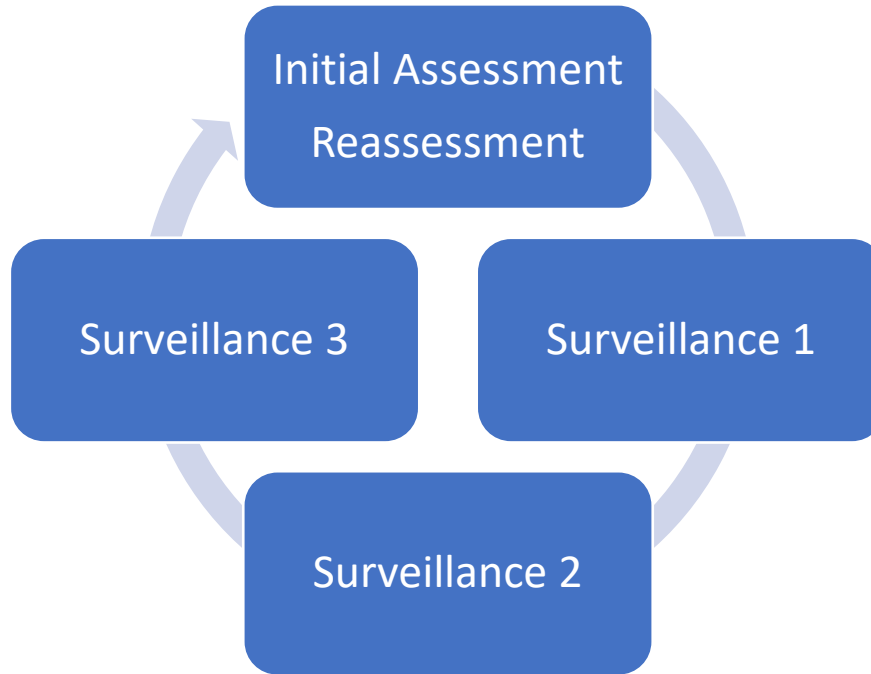 Initial Assessment
Reassessment
Surveillance 3
Surveillance 1
Surveillance 2